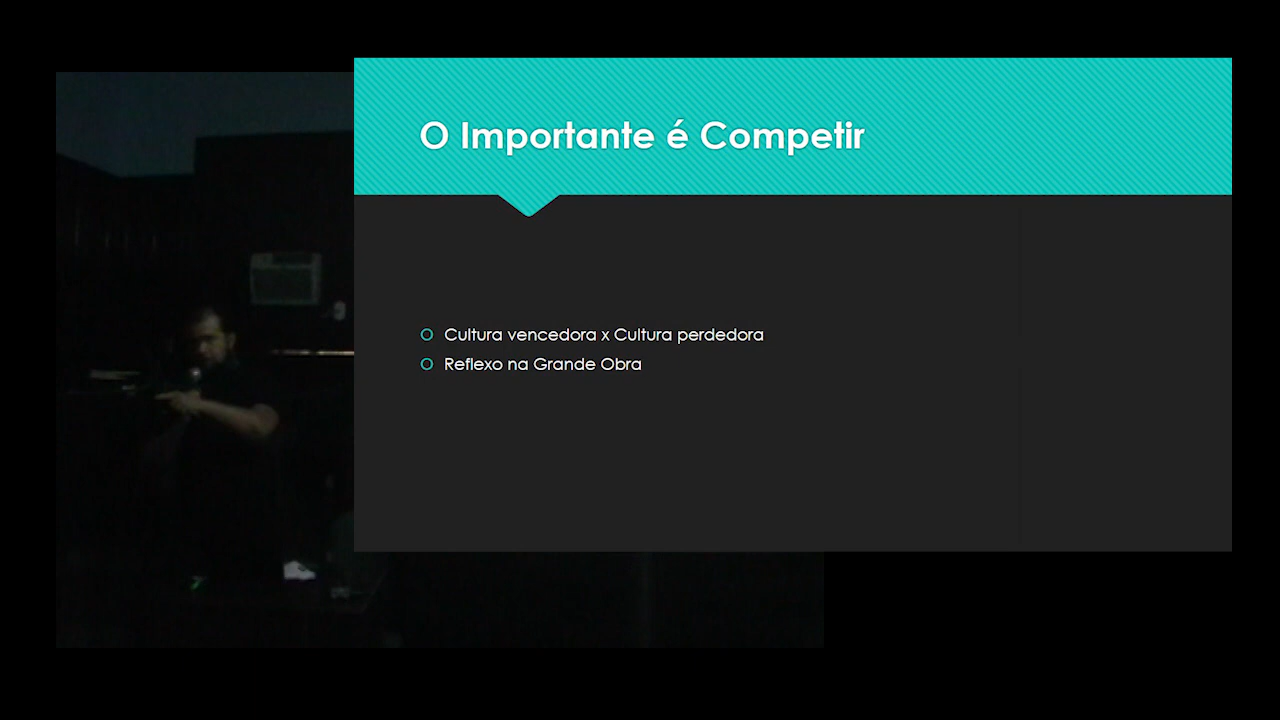 O Importante é Competir
Cultura vencedora x Cultura perdedora
Reflexo na Grande Obra